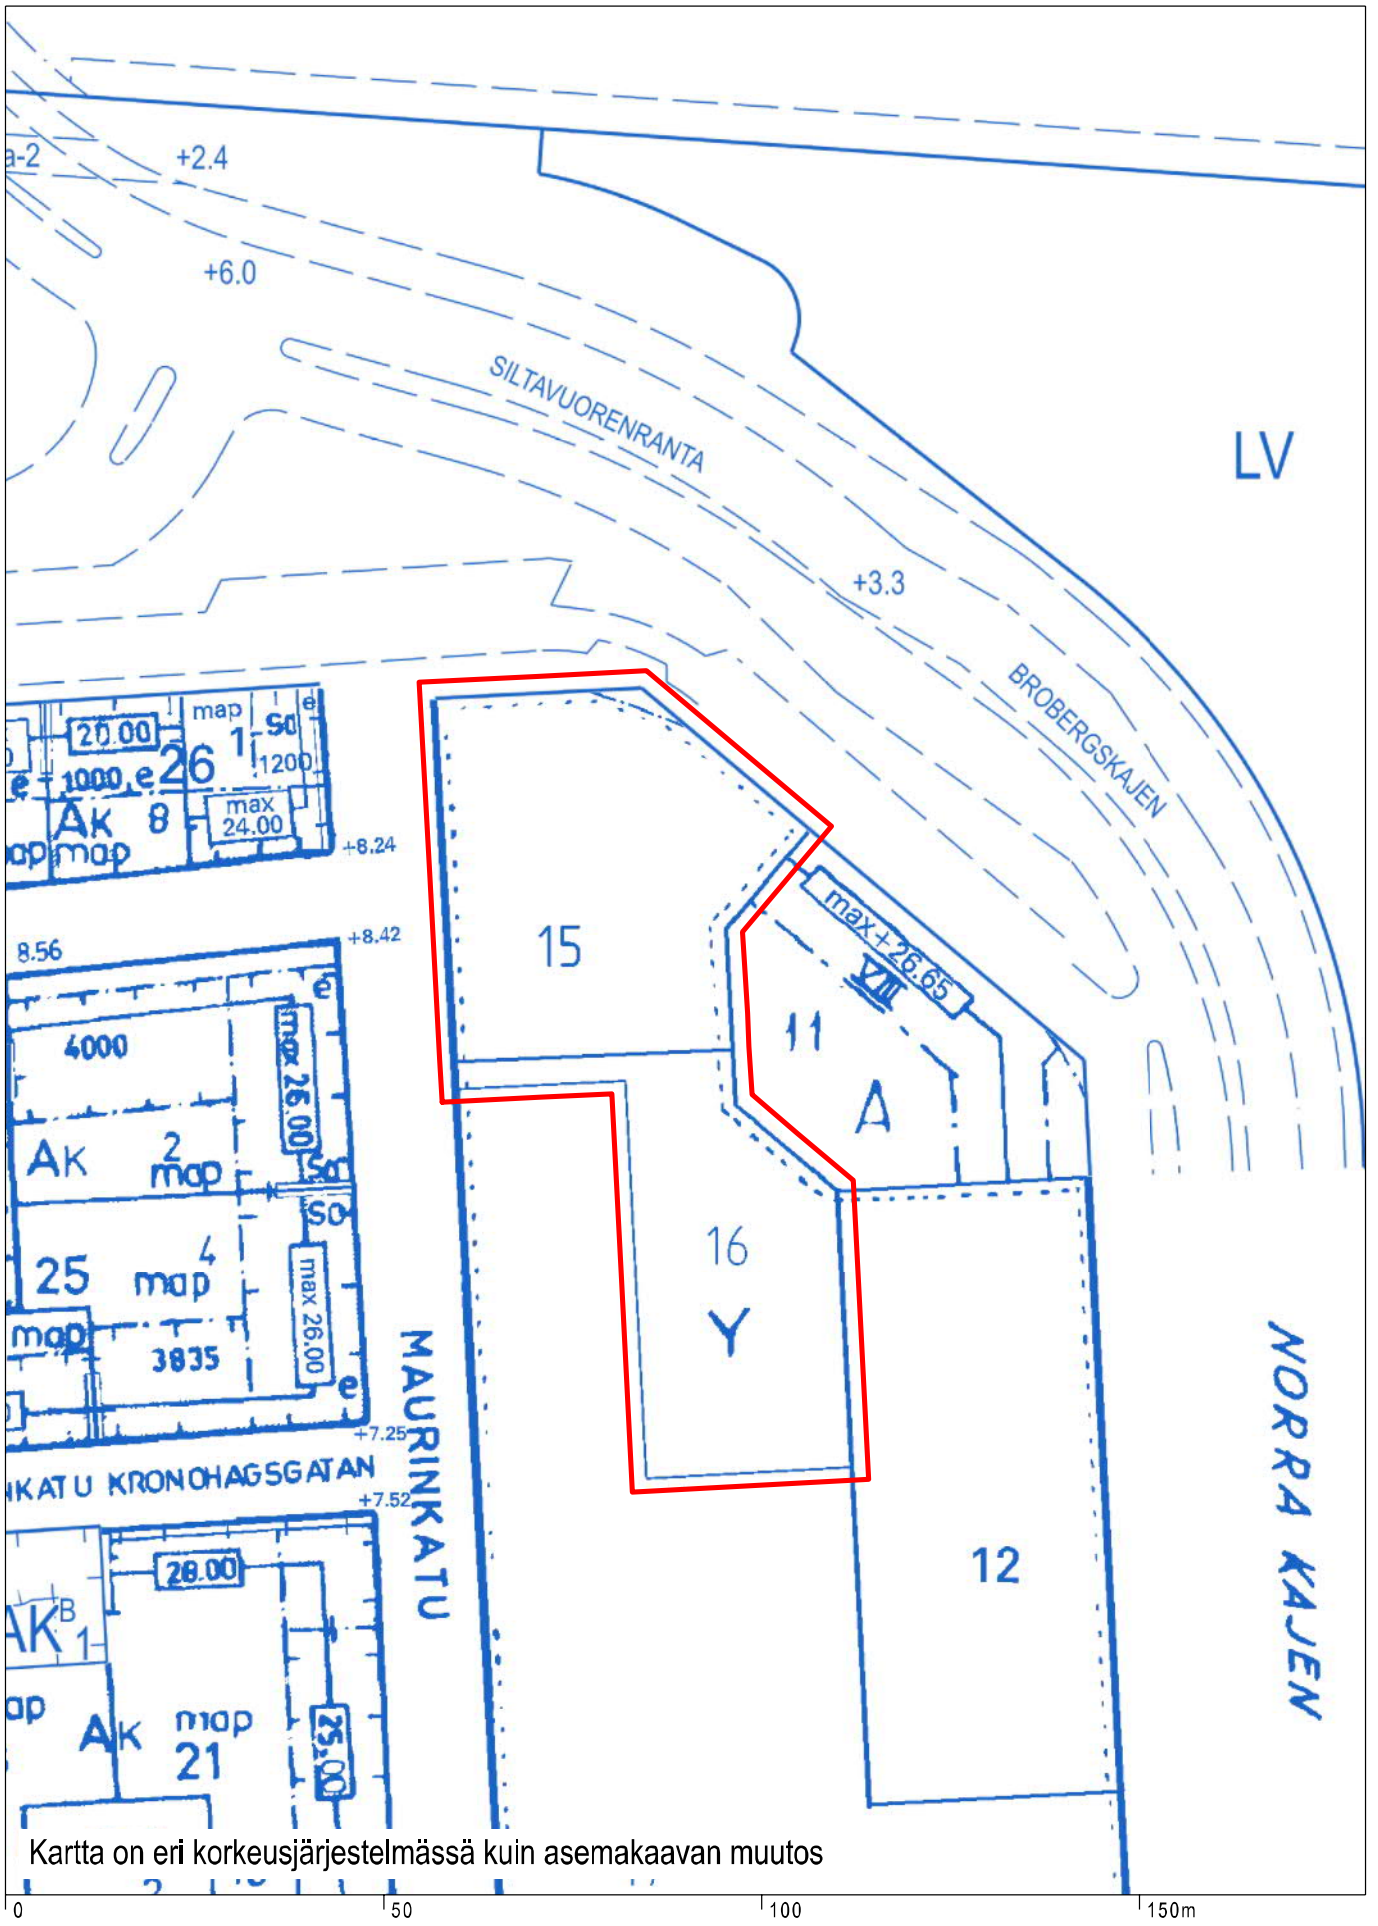 a-2
+2.4
+6.0
SILTAVUORENRANTA
LV
+3.3
BROBERGSKAJEN
map
e
20.00
So
1
26
1200
e
1000
e
AK
8
max
24.00
map
+8.24
max+26.65
VIII
8.56
+8.42
15
e
4000
max 26.00
11
A
AK
2
map
So
So
16
Y
25
4
map
max 26.00
map
3835
e
MAURINKATU
NORRA KAJEN
+7.25
NKATU KRONOHAGSGATAN
+7.52
28.00
12
AK
B
1
ap
AK
map
21
25.00
Kartta on eri korkeusjärjestelmässä kuin asemakaavan muutos
0 50 100 150m